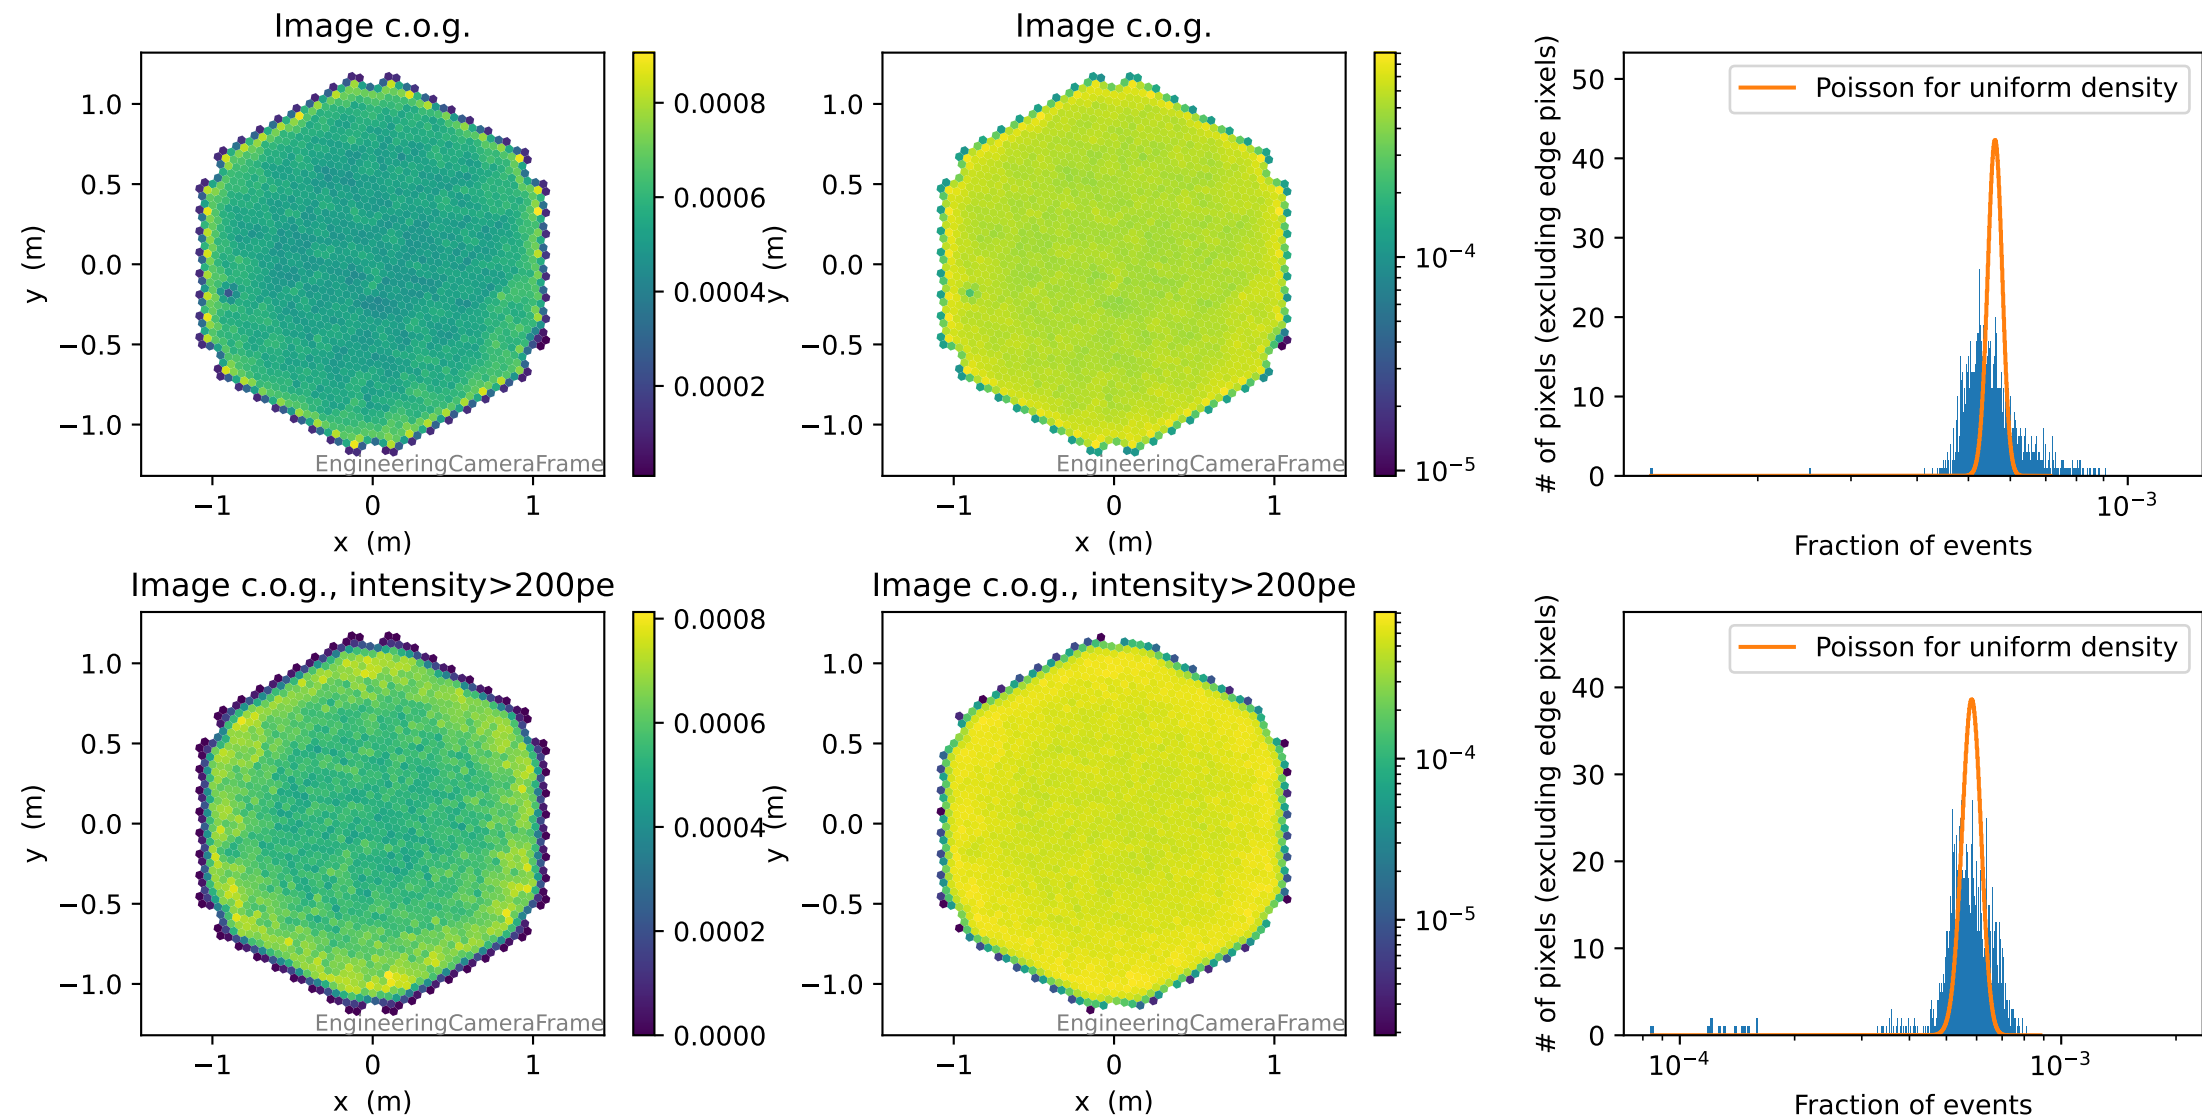 Image c.o.g.
1.0
0.5
0.0
−0.5
−1.0
y (m)
−1
0
1
x (m)
EngineeringCameraFrame
0.0008
0.0006
0.0004
0.0002
Image c.o.g.
1.0
0.5
0.0
−0.5
−1.0
y (m)
−1
0
1
x (m)
EngineeringCameraFrame
10⁻⁴
10⁻⁵
Poisson for uniform density
50
40
30
20
10
0
# of pixels (excluding edge pixels)
10⁻³
Fraction of events
Image c.o.g., intensity>200pe
1.0
0.5
0.0
−0.5
−1.0
y (m)
−1
0
1
x (m)
EngineeringCameraFrame
0.0008
0.0006
0.0004
0.0002
0.0000
Image c.o.g., intensity>200pe
1.0
0.5
0.0
−0.5
−1.0
y (m)
−1
0
1
x (m)
EngineeringCameraFrame
10⁻⁴
10⁻⁵
Poisson for uniform density
40
30
20
10
0
# of pixels (excluding edge pixels)
10⁻⁴
10⁻³
Fraction of events